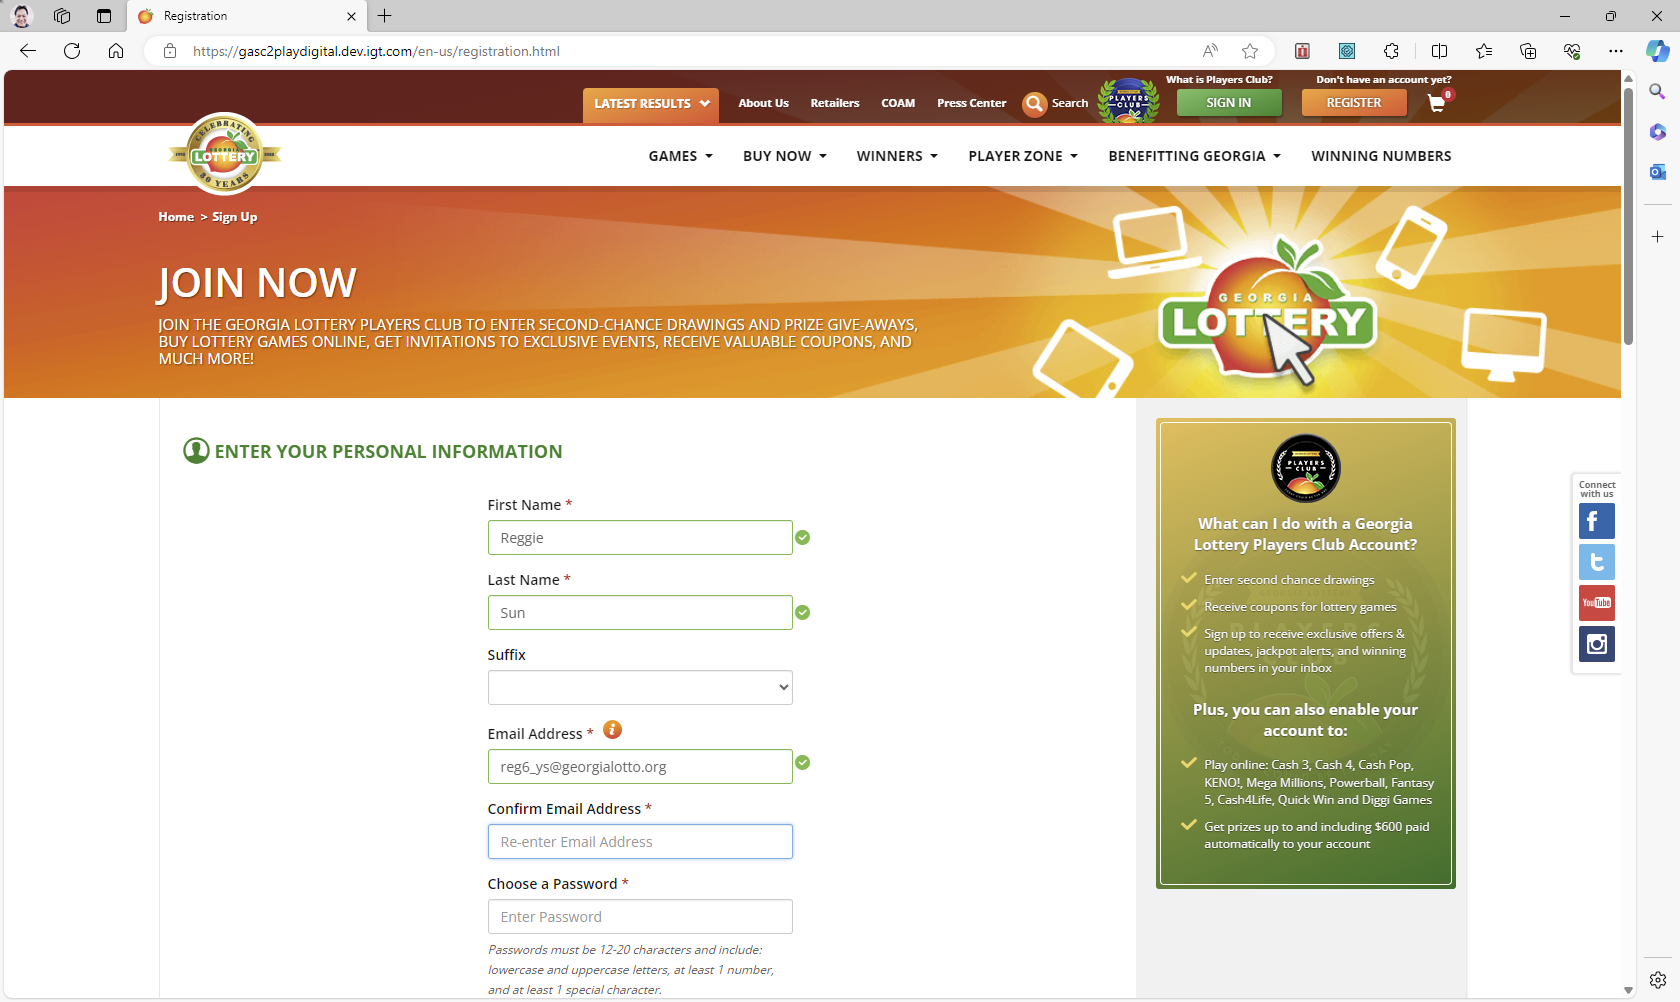 Registration
https://gasc2playdigital.dev.igt.com/en-us/registration.html
What is Players Club?
Don't have an account yet?
LATEST RESULTS
About Us
Retailers
COAM
Press Center
Search
PLAYERS
CLUB
SIGN IN
REGISTER
0
CELEBRATING
GEORGIA
LOTTERY
30 YEARS
GAMES
BUY NOW
WINNERS
PLAYER ZONE
BENEFITTING GEORGIA
WINNING NUMBERS
Home > Sign Up
JOIN NOW
JOIN THE GEORGIA LOTTERY PLAYERS CLUB TO ENTER SECOND-CHANCE DRAWINGS AND PRIZE GIVE-AWAYS,
BUY LOTTERY GAMES ONLINE, GET INVITATIONS TO EXCLUSIVE EVENTS, RECEIVE VALUABLE COUPONS, AND
MUCH MORE!
GEORGIA
LOTTERY
ENTER YOUR PERSONAL INFORMATION
First Name *
Reggie
Last Name *
Sun
Suffix
Email Address *
reg6_ys@georgialotto.org
Confirm Email Address *
Re-enter Email Address
Choose a Password *
Enter Password
Passwords must be 12-20 characters and include:
lowercase and uppercase letters, at least 1 number,
and at least 1 special character.
PLAYERS
CLUB
What can I do with a Georgia
Lottery Players Club Account?
Enter second chance drawings
Receive coupons for lottery games
Sign up to receive exclusive offers &
updates, jackpot alerts, and winning
numbers in your inbox
Plus, you can also enable your
account to:
Play online: Cash 3, Cash 4, Cash Pop,
KENO!, Mega Millions, Powerball, Fantasy
5, Cash4Life, Quick Win and Diggi Games
Get prizes up to and including $600 paid
automatically to your account
Connect
with us
YouTube